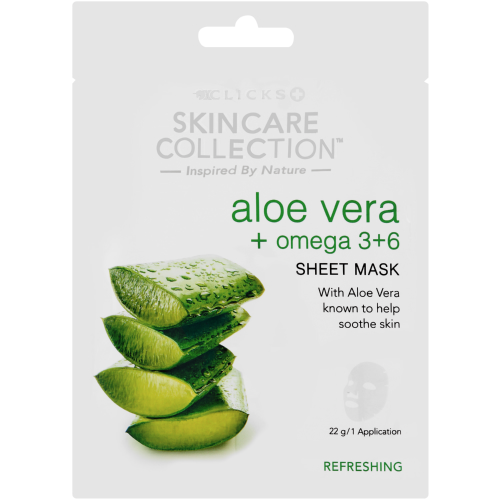 CLICKS
SKINCARE
COLLECTION™
Inspired By Nature
aloe vera
+ omega 3+6
SHEET MASK
With Aloe Vera
known to help
soothe skin
22 g/1 Application
REFRESHING